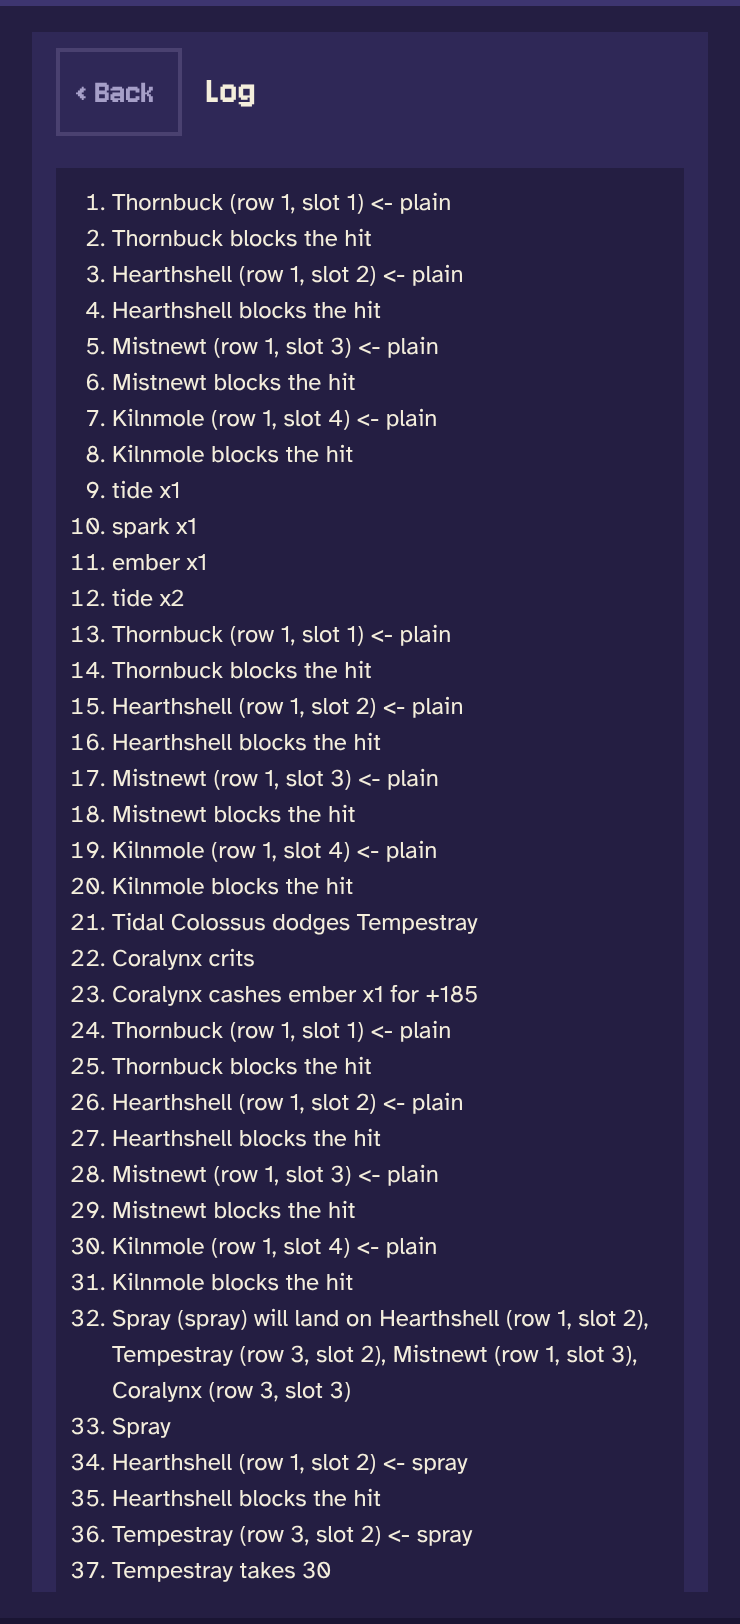 ‹ Back
Log
1. Thornbuck (row 1, slot 1) <- plain
2. Thornbuck blocks the hit
3. Hearthshell (row 1, slot 2) <- plain
4. Hearthshell blocks the hit
5. Mistnewt (row 1, slot 3) <- plain
6. Mistnewt blocks the hit
7. Kilnmole (row 1, slot 4) <- plain
8. Kilnmole blocks the hit
9. tide x1
10. spark x1
11. ember x1
12. tide x2
13. Thornbuck (row 1, slot 1) <- plain
14. Thornbuck blocks the hit
15. Hearthshell (row 1, slot 2) <- plain
16. Hearthshell blocks the hit
17. Mistnewt (row 1, slot 3) <- plain
18. Mistnewt blocks the hit
19. Kilnmole (row 1, slot 4) <- plain
20. Kilnmole blocks the hit
21. Tidal Colossus dodges Tempestray
22. Coralynx crits
23. Coralynx cashes ember x1 for +185
24. Thornbuck (row 1, slot 1) <- plain
25. Thornbuck blocks the hit
26. Hearthshell (row 1, slot 2) <- plain
27. Hearthshell blocks the hit
28. Mistnewt (row 1, slot 3) <- plain
29. Mistnewt blocks the hit
30. Kilnmole (row 1, slot 4) <- plain
31. Kilnmole blocks the hit
32. Spray (spray) will land on Hearthshell (row 1, slot 2),
Tempestray (row 3, slot 2), Mistnewt (row 1, slot 3),
Coralynx (row 3, slot 3)
33. Spray
34. Hearthshell (row 1, slot 2) <- spray
35. Hearthshell blocks the hit
36. Tempestray (row 3, slot 2) <- spray
37. Tempestray takes 30